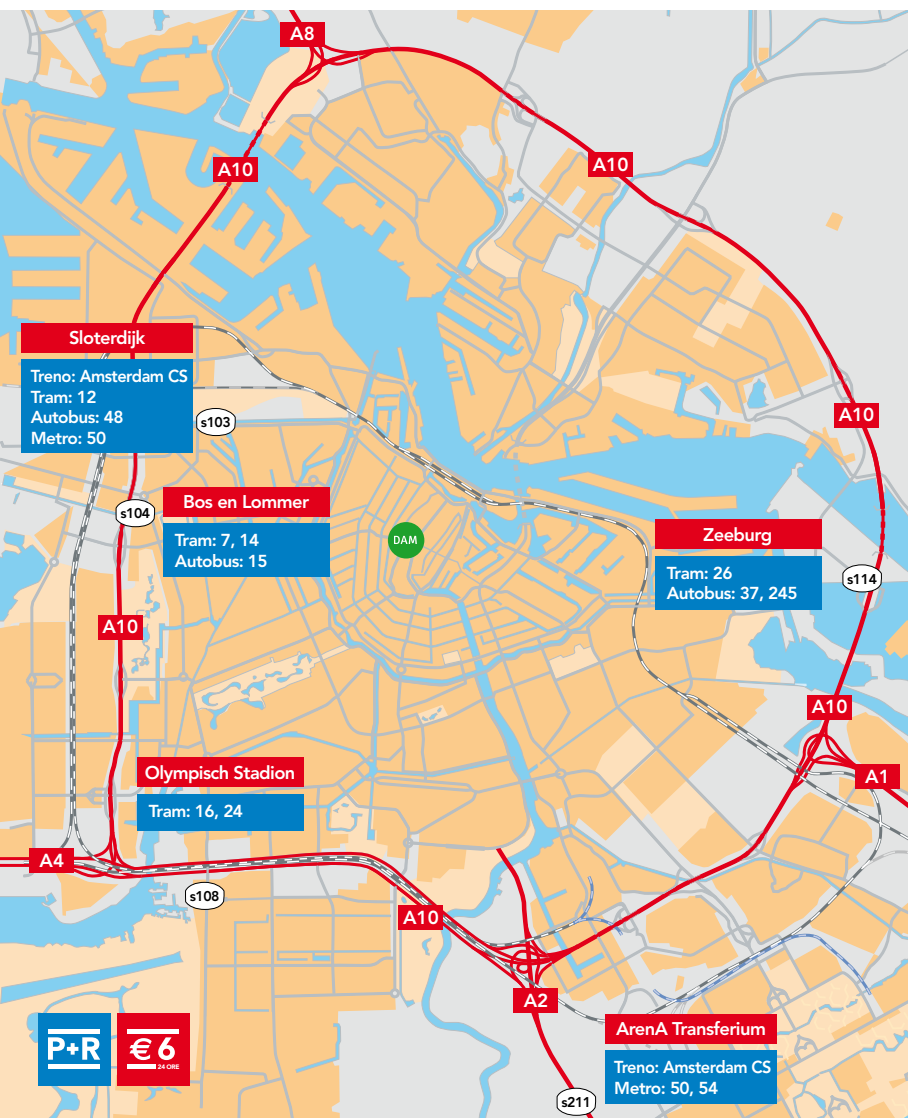 A8
A10
A10
Sloterdijk
Treno: Amsterdam CS
Tram: 12
Autobus: 48
Metro: 50
s103
A10
Bos en Lommer
Tram: 7, 14
Autobus: 15
s104
DAM
Zeeburg
Tram: 26
Autobus: 37, 245
s114
A10
A10
A1
Olympisch Stadion
Tram: 16, 24
A4
s108
A10
A2
ArenA Transferium
Treno: Amsterdam CS
Metro: 50, 54
s211
P+R
€ 6
24 ORE